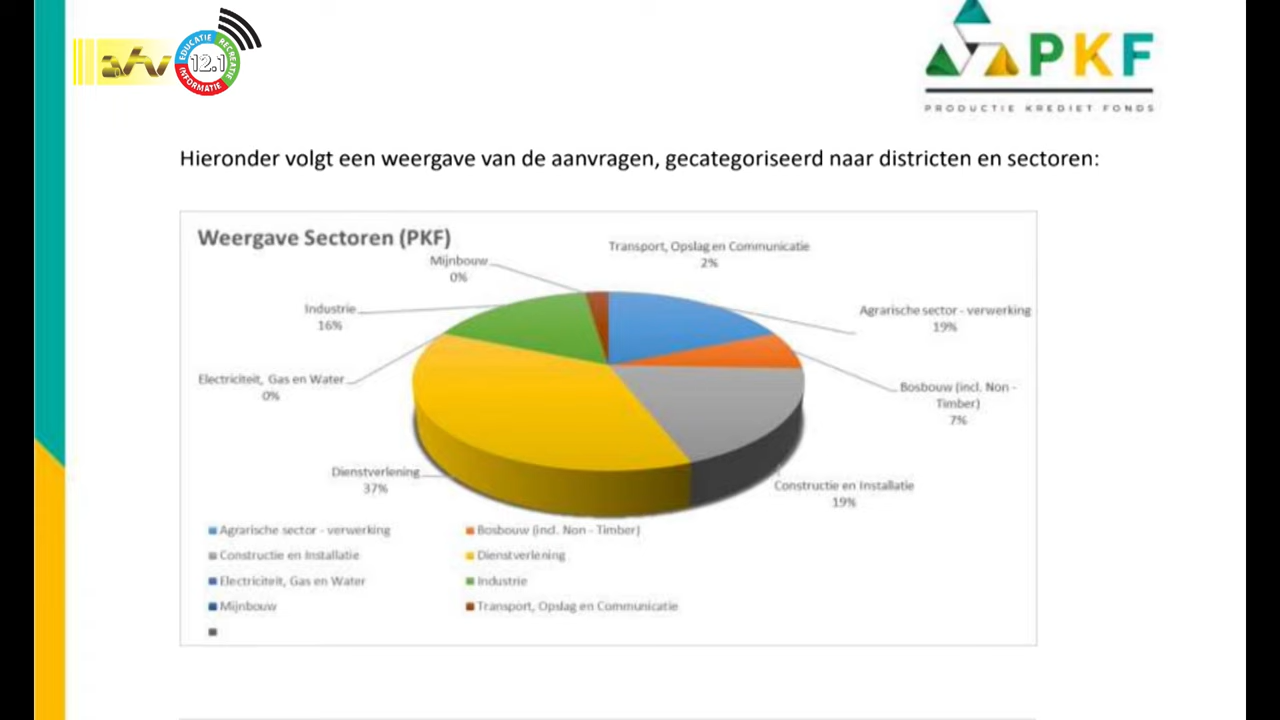 atv
EDUCATIE
RECREATIE
INFORMATIE
12.1
PKF
PRODUCTIE KREDIET FONDS
Hieronder volgt een weergave van de aanvragen, gecategoriseerd naar districten en sectoren:
Weergave Sectoren (PKF)
Transport, Opslag en Communicatie
2%
Mijnbouw
0%
Industrie
16%
Agrarische sector - verwerking
19%
Electriciteit, Gas en Water
0%
Bosbouw (incl. Non -
Timber)
7%
Dienstverlening
37%
Constructie en Installatie
19%
Agrarische sector - verwerking
Bosbouw (incl. Non - Timber)
Constructie en Installatie
Dienstverlening
Electriciteit, Gas en Water
Industrie
Mijnbouw
Transport, Opslag en Communicatie